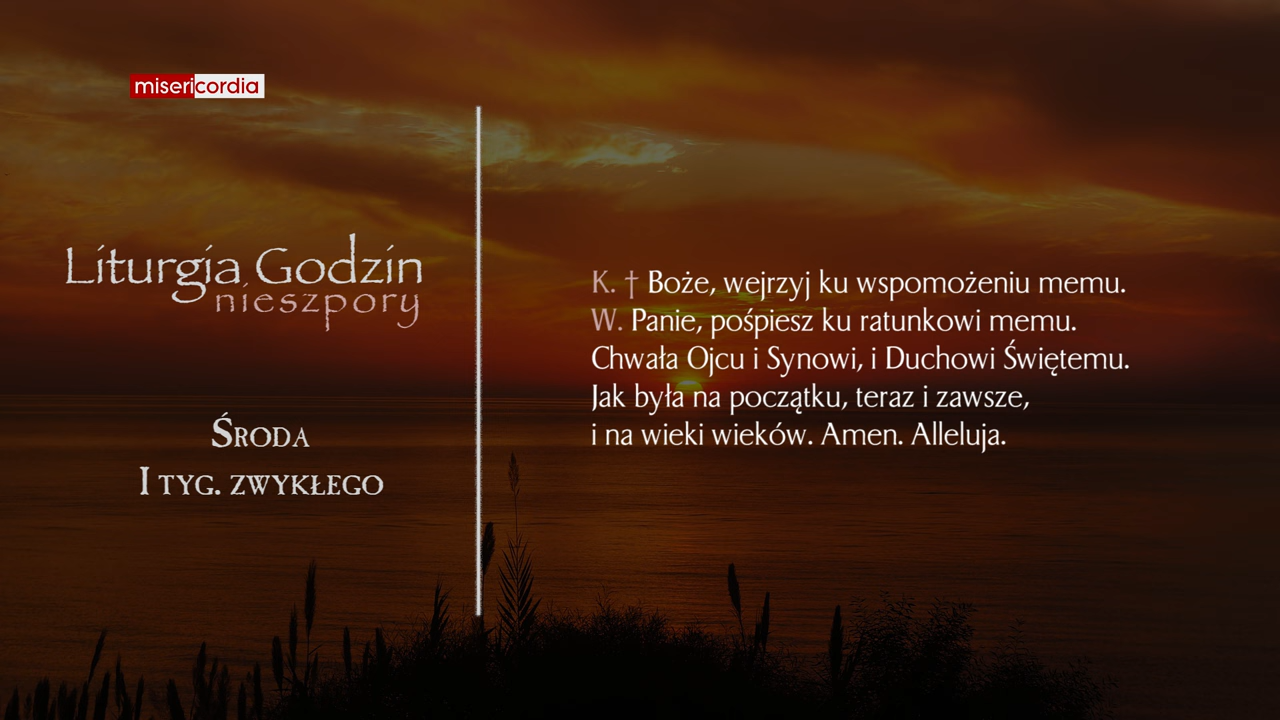 misericordia
Liturgia Godzin
nieszpory
Środa
I tyg. zwykłego
K. † Boże, wejrzyj ku wspomożeniu memu.
W. Panie, pośpiesz ku ratunkowi memu.
Chwała Ojcu i Synowi, i Duchowi Świętemu.
Jak była na początku, teraz i zawsze,
i na wieki wieków. Amen. Alleluja.